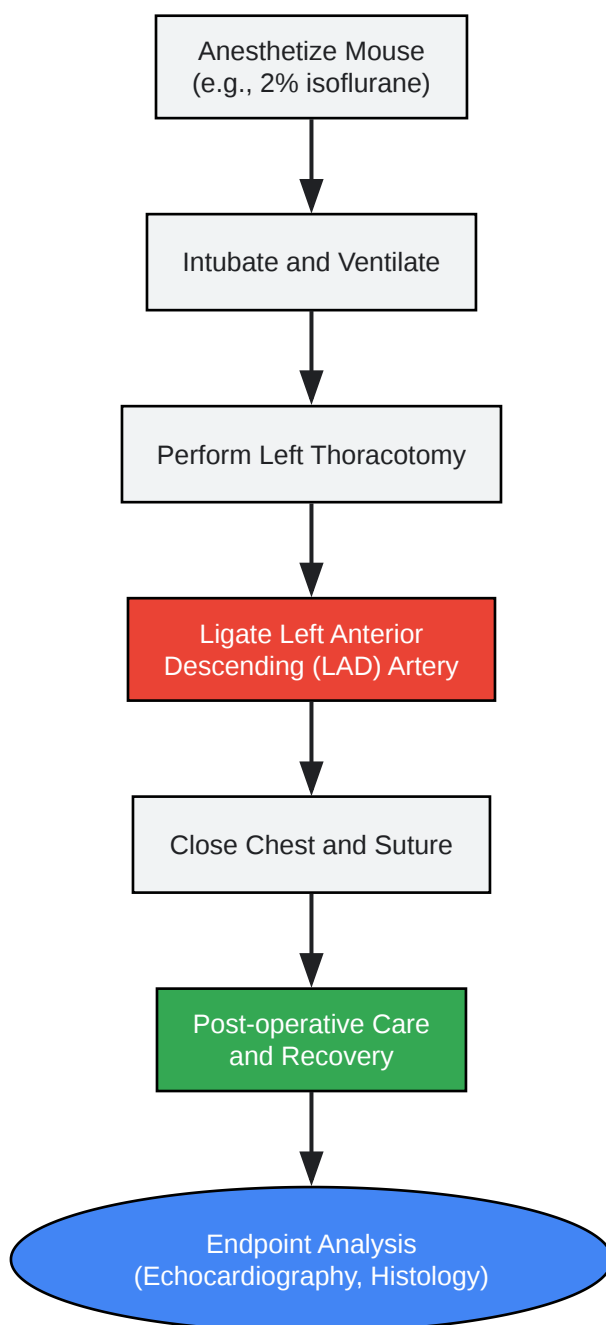 Anesthetize Mouse
(e.g., 2% isoflurane)
Intubate and Ventilate
Perform Left Thoracotomy
Ligate Left Anterior
Descending (LAD) Artery
Close Chest and Suture
Post-operative Care
and Recovery
Endpoint Analysis
(Echocardiography, Histology)